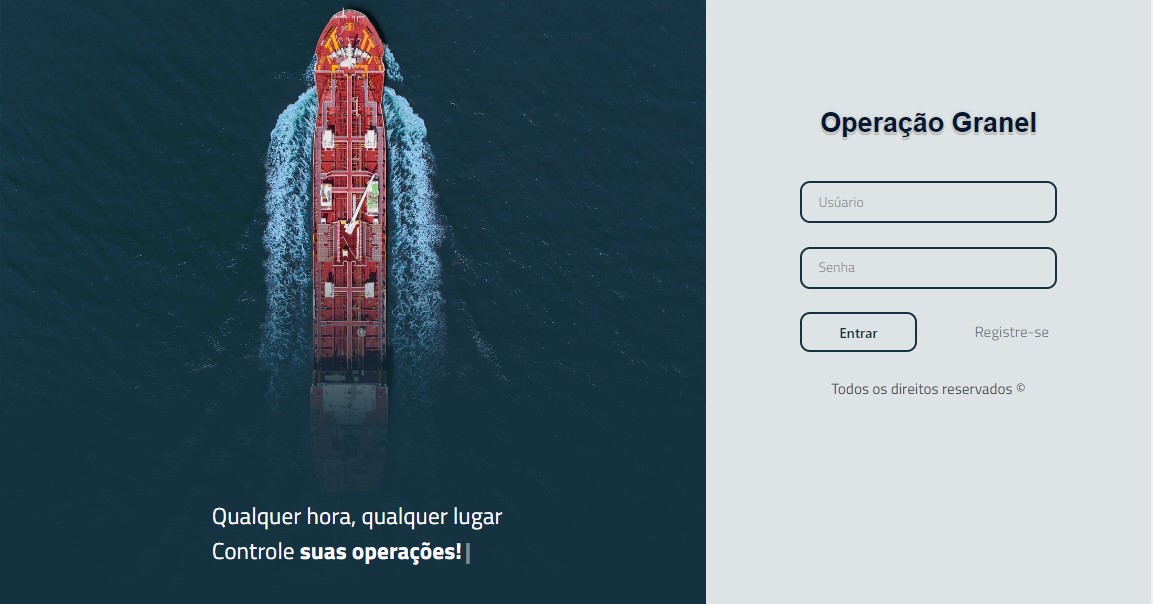 Operação Granel
Usúario
Senha
Entrar
Registre-se
Todos os direitos reservados ©
Qualquer hora, qualquer lugar
Controle suas operações!|